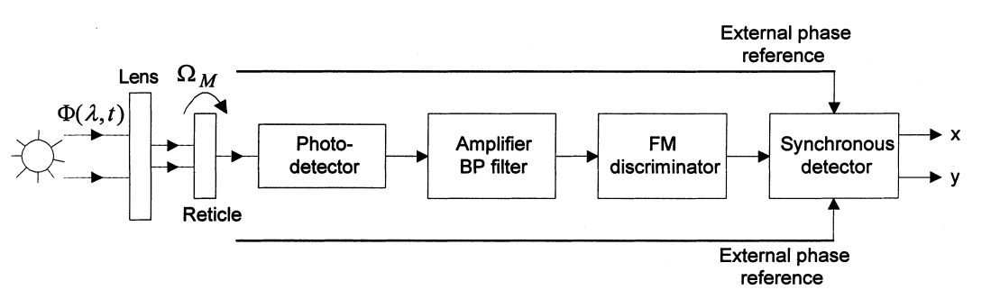 External phase
reference
Lens
Ω_M
Φ(λ,t)
Photo-
detector
Amplifier
BP filter
FM
discriminator
Synchronous
detector
x
y
Reticle
External phase
reference